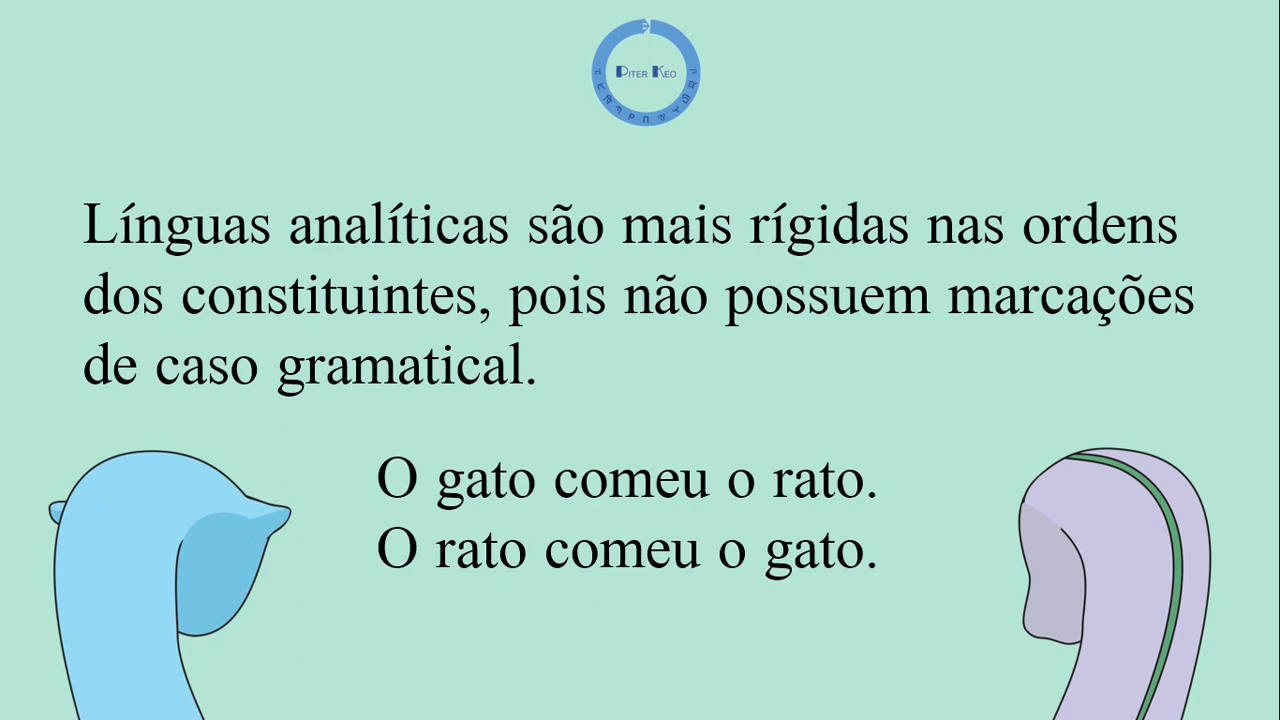 PITER KEO
Línguas analíticas são mais rígidas nas ordens
dos constituintes, pois não possuem marcações
de caso gramatical.
O gato comeu o rato.
O rato comeu o gato.